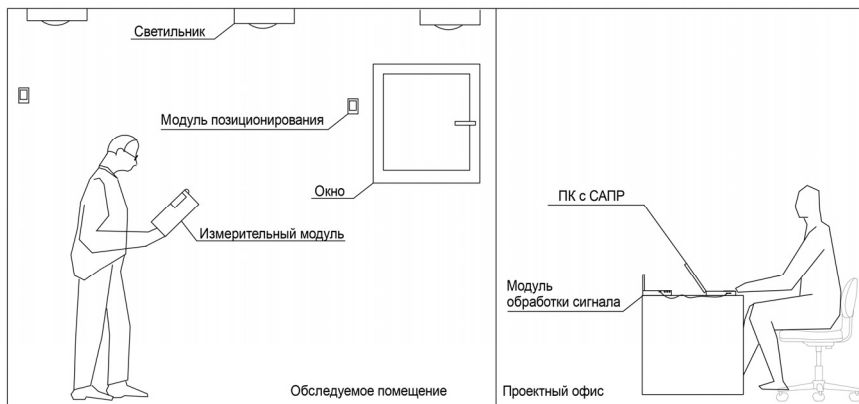 Светильник
Модуль позиционирования
Окно
Измерительный модуль
Обследуемое помещение
ПК с САПР
Модуль
обработки сигнала
Проектный офис